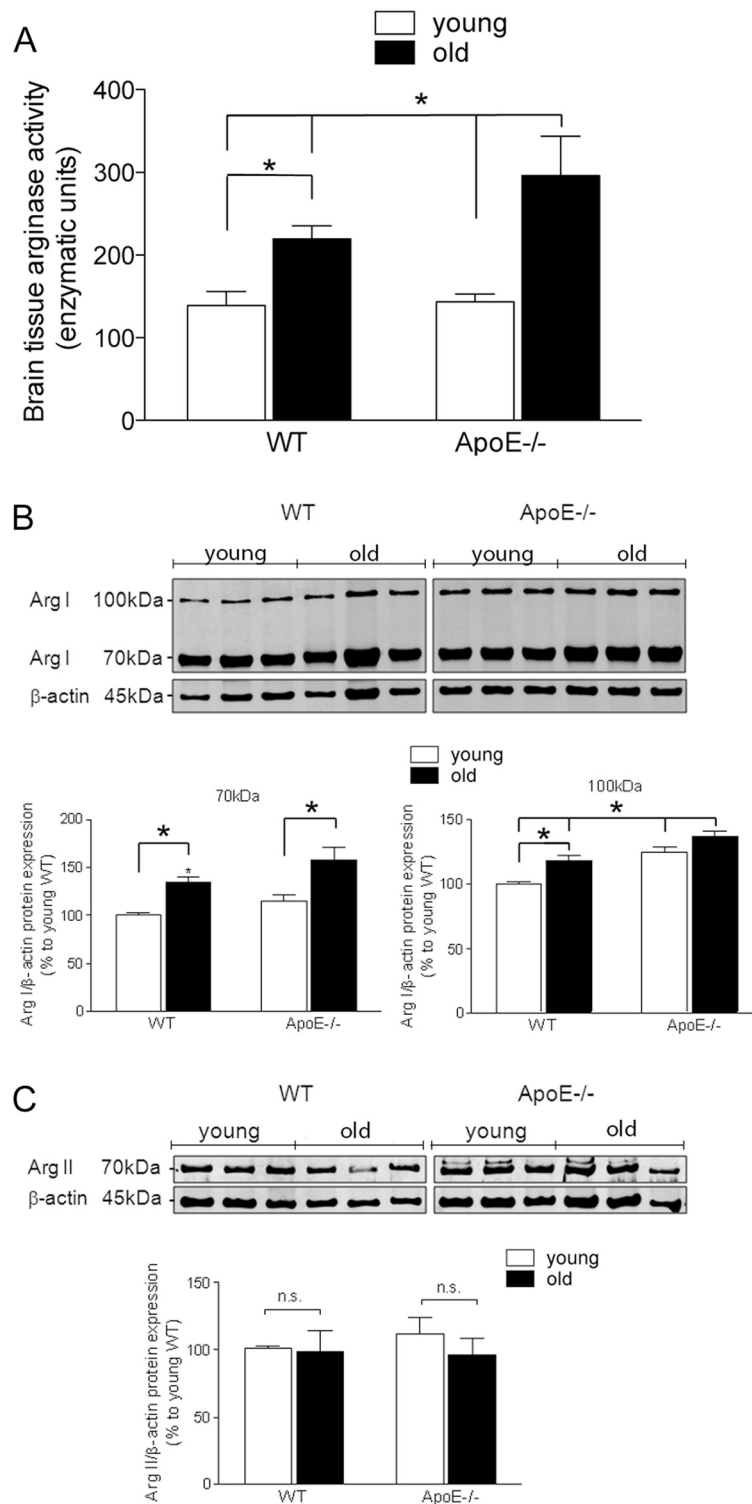 A
young
old
Brain tissue arginase activity
(enzymatic units)
400
300
200
100
0
*
*
WT
ApoE-/-
B
WT
ApoE-/-
young
old
young
old
Arg I
100kDa
Arg I
70kDa
β-actin
45kDa
young
old
70kDa
Arg I/β- actin protein expression
(% to young WT)
200
150
100
50
0
*
*
*
WT
ApoE-/-
100kDa
Arg I/β-actin protein expression
(% to young WT)
150
100
50
0
*
*
WT
ApoE-/-
C
WT
ApoE-/-
young
old
young
old
Arg II
70kDa
β-actin
45kDa
young
old
Arg II/β-actin protein expression
(% to young WT)
150
100
50
0
n.s.
n.s.
WT
ApoE-/-